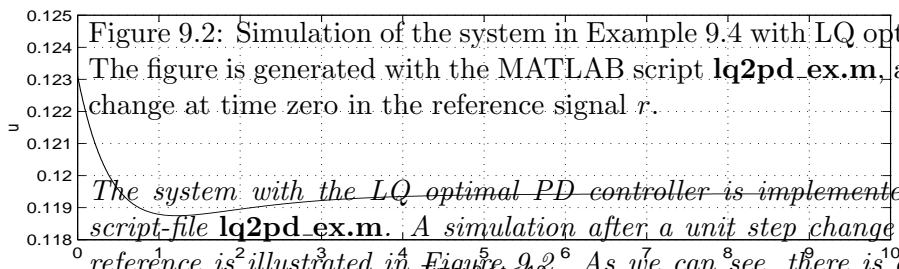 0.125
Figure 9.2: Simulation of the system in Example 9.4 with LQ opt
0.124
The figure is generated with the MATLAB script lq2pd_ex.m, a
0.123
change at time zero in the reference signal r.
0.122
u
0.121
0.12
The system with the LQ optimal PD controller is implemente
0.119
script-file lq2pd_ex.m. A simulation after a unit step change
0.118
0 1 2 3 4 5 6 7 8 9 10
reference is illustrated in Figure 9.2. As we can see, there is